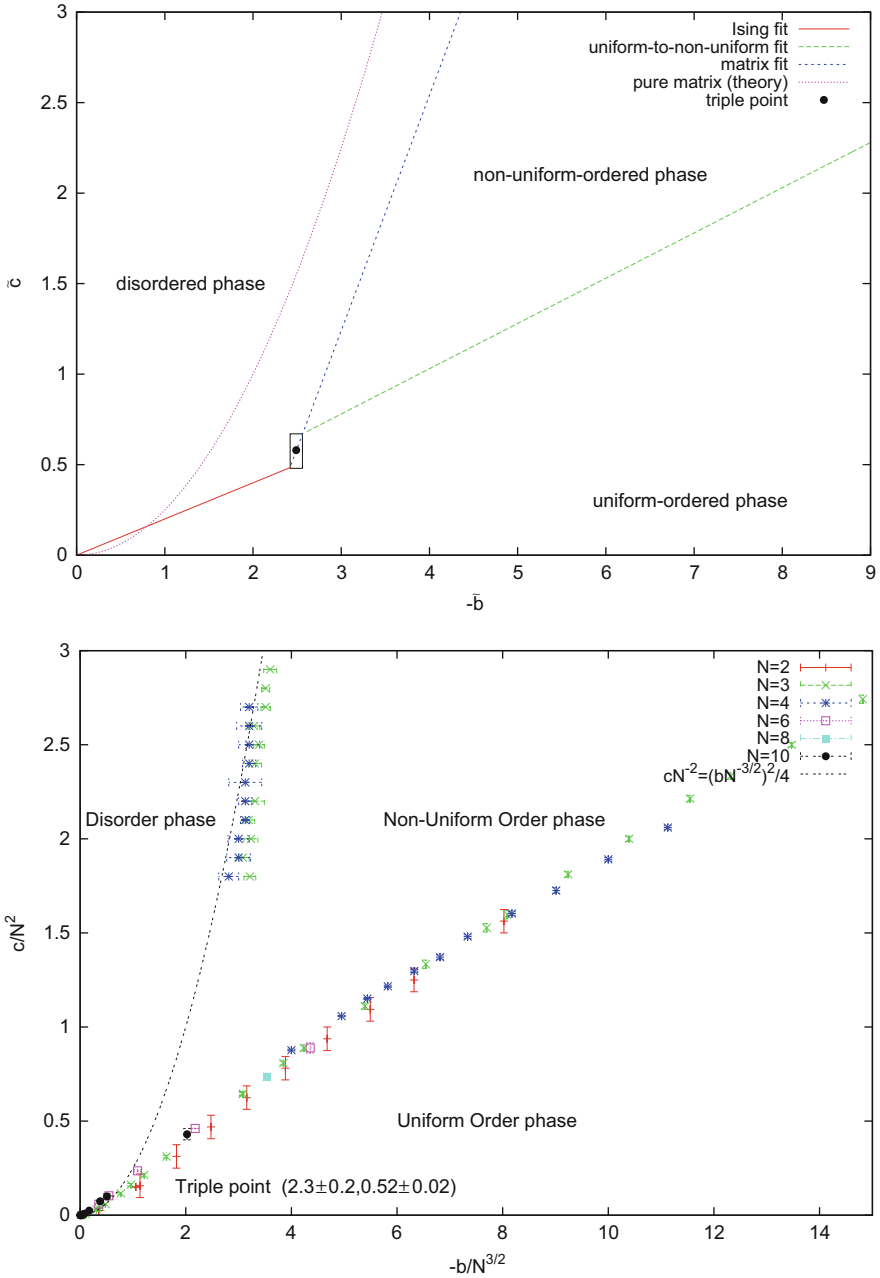 3
2.5
2
1.5
1
0.5
0
c̃
Ising fit
uniform-to-non-uniform fit
matrix fit
pure matrix (theory)
triple point
non-uniform-ordered phase
disordered phase
uniform-ordered phase
0 1 2 3 4 5 6 7 8 9
-b̃
3
2.5
2
1.5
1
0.5
0
c/N²
N=2
N=3
N=4
N=6
N=8
N=10
cN⁻²=(bN⁻³/²)²/4
Disorder phase
Non-Uniform Order phase
Uniform Order phase
Triple point (2.3±0.2,0.52±0.02)
0 2 4 6 8 10 12 14
-b/N³/²